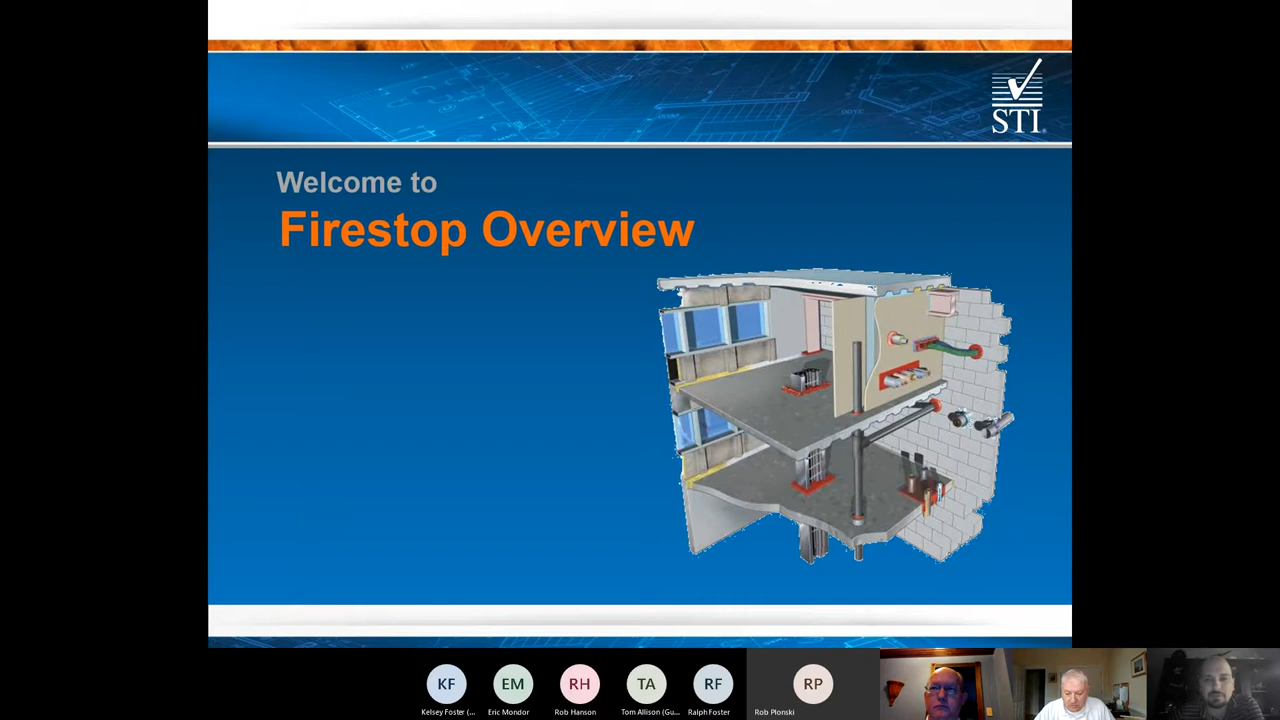 STI
Welcome to
Firestop Overview
KF
EM
RH
TA
RF
RP
Kelsey Foster (...
Eric Mondor
Rob Hanson
Tom Allison (Gu...
Ralph Foster
Rob Plonski